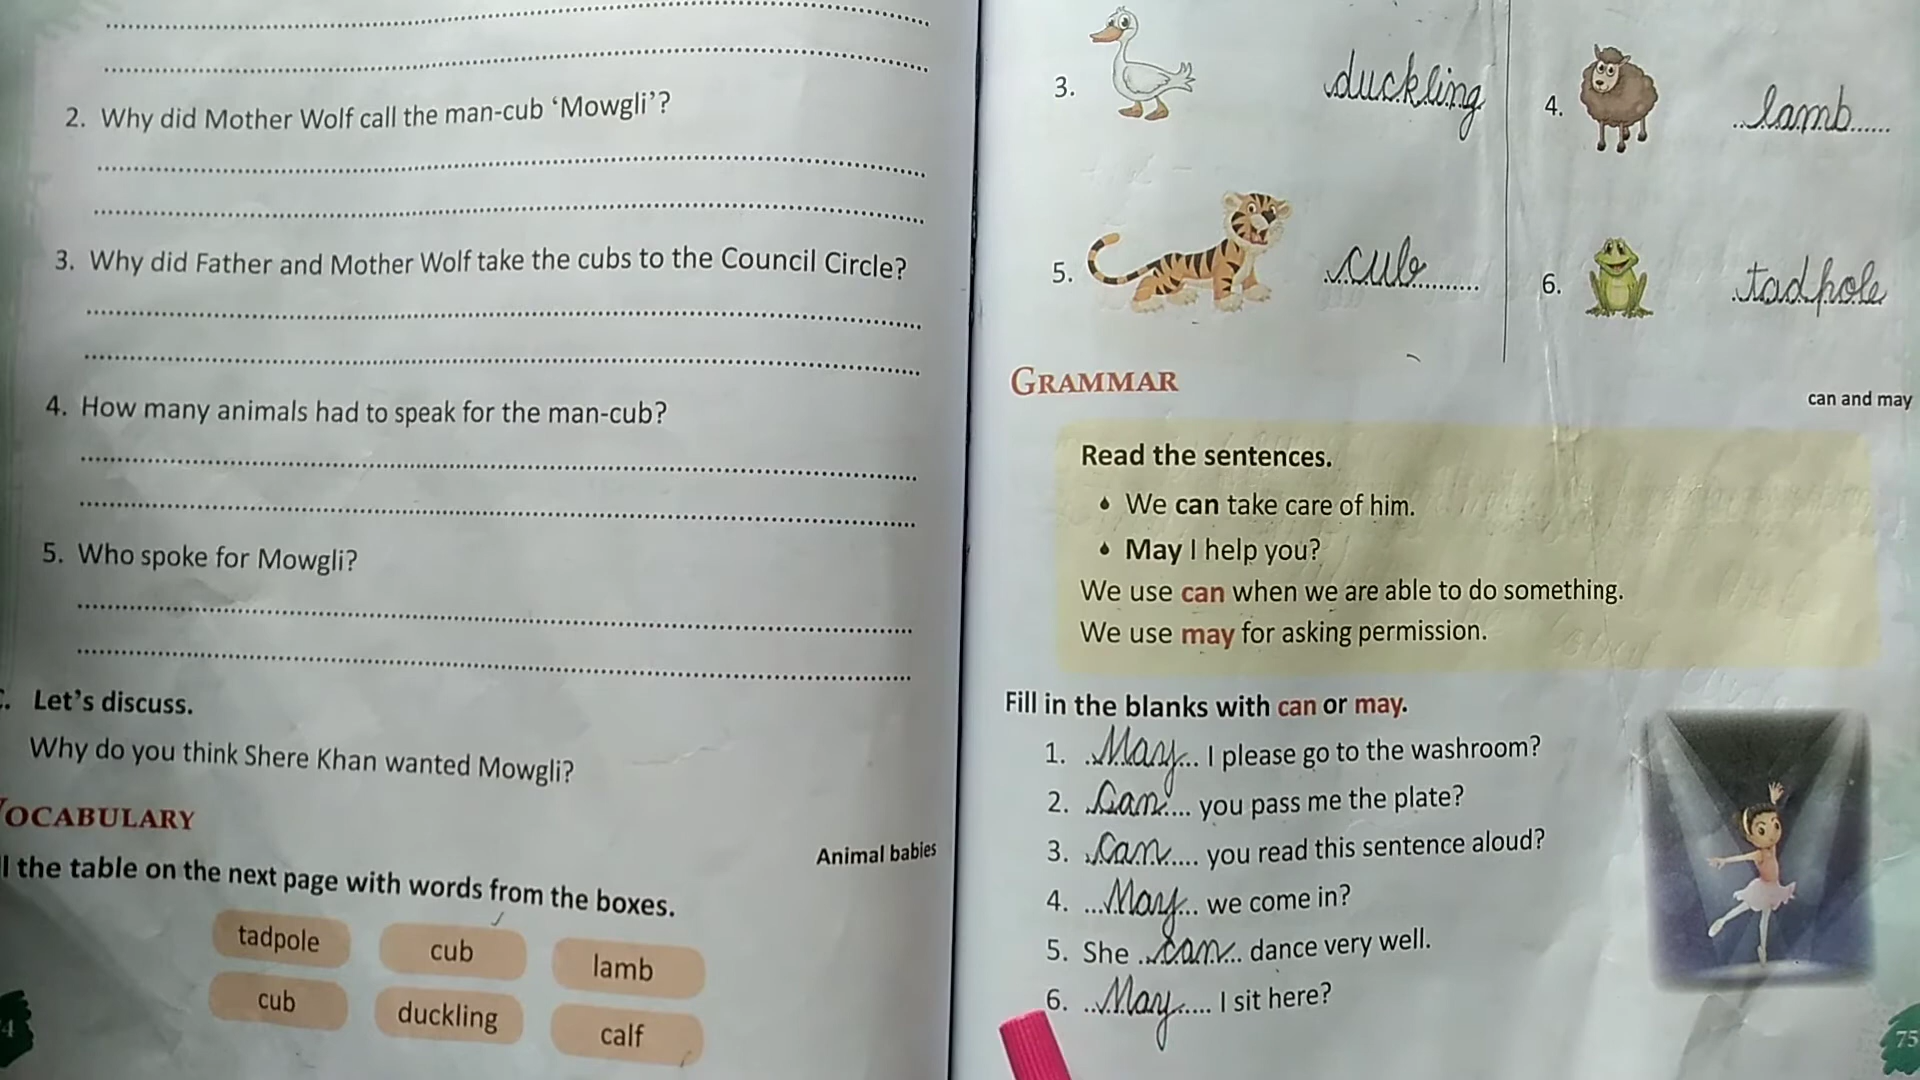 2. Why did Mother Wolf call the man-cub ‘Mowgli’?
3. Why did Father and Mother Wolf take the cubs to the Council Circle?
4. How many animals had to speak for the man-cub?
5. Who spoke for Mowgli?
. Let’s discuss.
Why do you think Shere Khan wanted Mowgli?
VOCABULARY
Animal babies
l the table on the next page with words from the boxes.
tadpole cub lamb
cub duckling calf
4
3. duckling 4. lamb
5. cub 6. tadpole
GRAMMAR
can and may
Read the sentences.
We can take care of him.
May I help you?
We use can when we are able to do something.
We use may for asking permission.
Fill in the blanks with can or may.
1. May I please go to the washroom?
2. Can you pass me the plate?
3. Can you read this sentence aloud?
4. May we come in?
5. She can dance very well.
6. May I sit here?
75